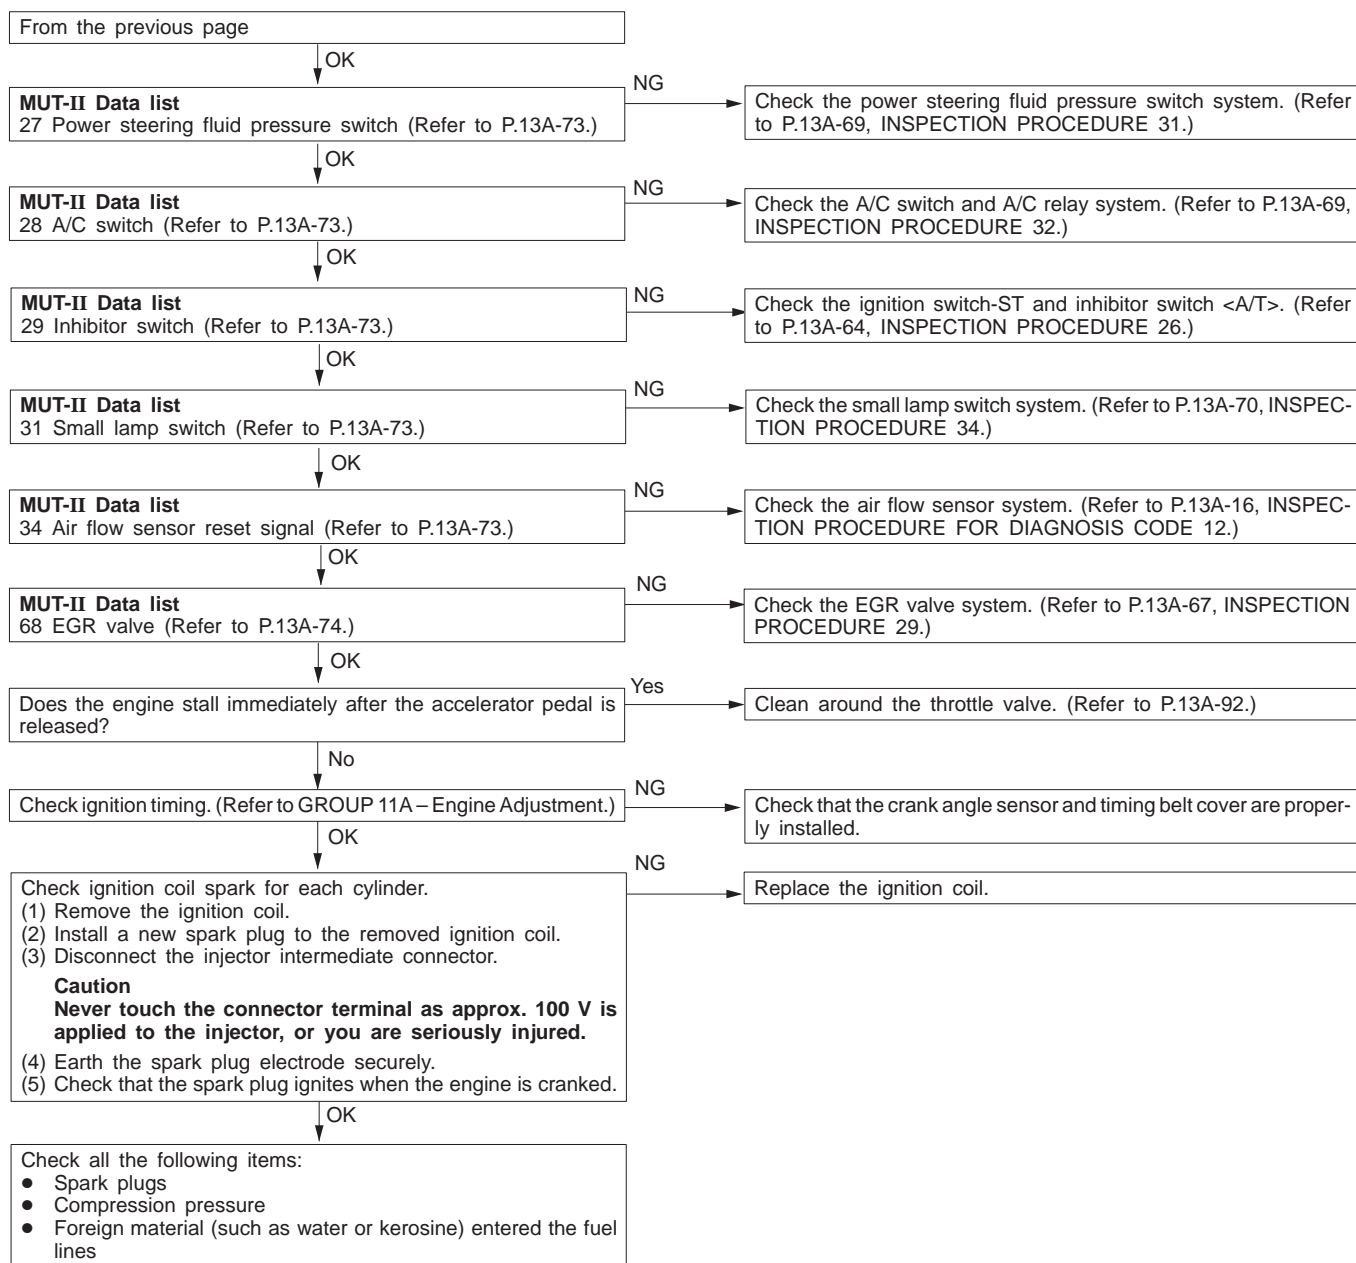 From the previous page
OK
MUT-II Data list
27 Power steering fluid pressure switch (Refer to P.13A-73.)
NG
Check the power steering fluid pressure switch system. (Refer
to P.13A-69, INSPECTION PROCEDURE 31.)
OK
MUT-II Data list
28 A/C switch (Refer to P.13A-73.)
NG
Check the A/C switch and A/C relay system. (Refer to P.13A-69,
INSPECTION PROCEDURE 32.)
OK
MUT-II Data list
29 Inhibitor switch (Refer to P.13A-73.)
NG
Check the ignition switch-ST and inhibitor switch <A/T>. (Refer
to P.13A-64, INSPECTION PROCEDURE 26.)
OK
MUT-II Data list
31 Small lamp switch (Refer to P.13A-73.)
NG
Check the small lamp switch system. (Refer to P.13A-70, INSPEC-
TION PROCEDURE 34.)
OK
MUT-II Data list
34 Air flow sensor reset signal (Refer to P.13A-73.)
NG
Check the air flow sensor system. (Refer to P.13A-16, INSPEC-
TION PROCEDURE FOR DIAGNOSIS CODE 12.)
OK
MUT-II Data list
68 EGR valve (Refer to P.13A-74.)
NG
Check the EGR valve system. (Refer to P.13A-67, INSPECTION
PROCEDURE 29.)
OK
Does the engine stall immediately after the accelerator pedal is
released?
Yes
Clean around the throttle valve. (Refer to P.13A-92.)
No
Check ignition timing. (Refer to GROUP 11A – Engine Adjustment.)
NG
Check that the crank angle sensor and timing belt cover are proper-
ly installed.
OK
Check ignition coil spark for each cylinder.
(1) Remove the ignition coil.
(2) Install a new spark plug to the removed ignition coil.
(3) Disconnect the injector intermediate connector.
Caution
Never touch the connector terminal as approx. 100 V is
applied to the injector, or you are seriously injured.
(4) Earth the spark plug electrode securely.
(5) Check that the spark plug ignites when the engine is cranked.
NG
Replace the ignition coil.
OK
Check all the following items:
● Spark plugs
● Compression pressure
● Foreign material (such as water or kerosine) entered the fuel
lines